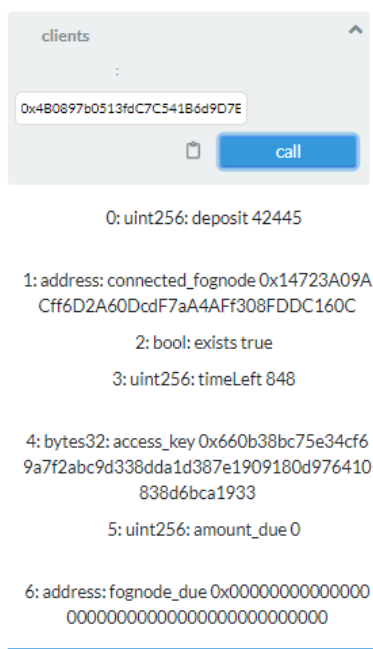 clients
:
0x4B0897b0513fdC7C541B6d9D7E
call
0: uint256: deposit 42445
1: address: connected_fognode 0x14723A09A
Cff6D2A60DcdF7aA4AFf308FDDC160C
2: bool: exists true
3: uint256: timeLeft 848
4: bytes32: access_key 0x660b38bc75e34cf6
9a7f2abc9d338dda1d387e1909180d976410
838d6bca1933
5: uint256: amount_due 0
6: address: fognode_due 0x00000000000000
00000000000000000000000000